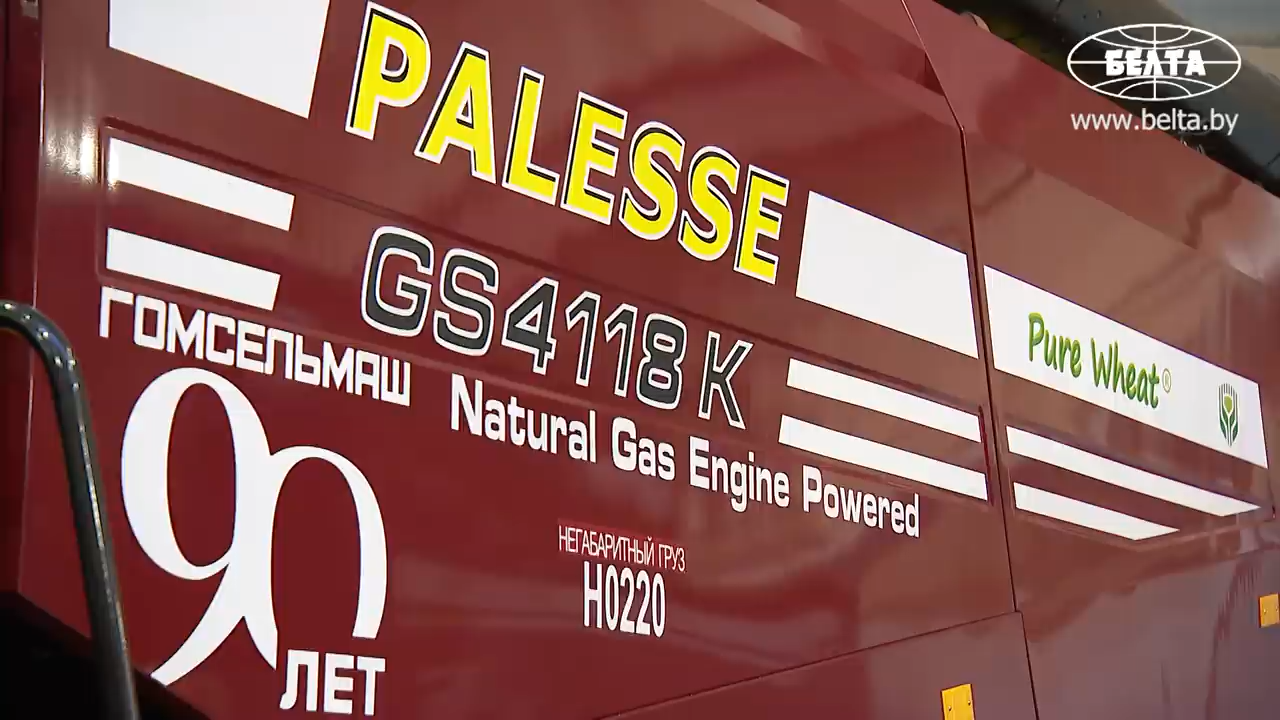 БЕЛТА
www.belta.by
PALESSE
GS4118 K
Natural Gas Engine Powered
ГОМСЕЛЬМАШ
90
ЛЕТ
НЕГАБАРИТНЫЙ ГРУЗ
H0220
Pure Wheat®